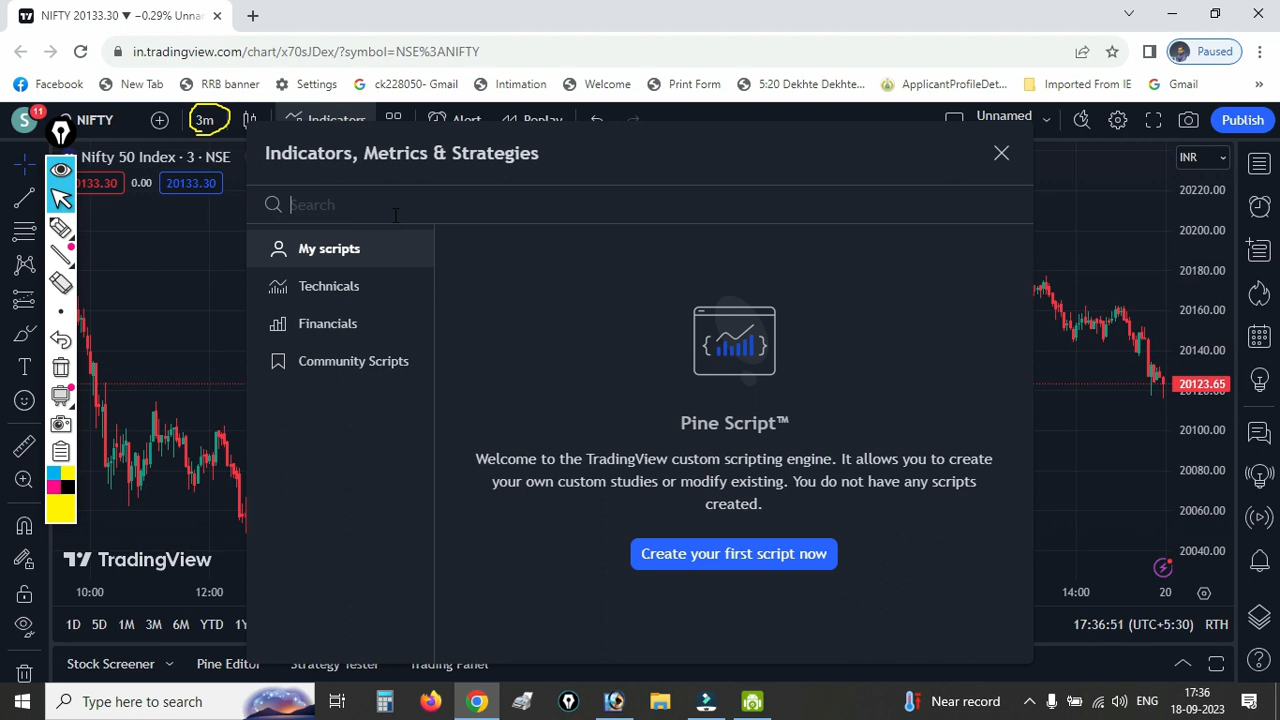 NIFTY 20133.30 ▼ −0.29% Unnar
in.tradingview.com/chart/x70sJDex/?symbol=NSE%3ANIFTY
Paused
Facebook
New Tab
RRB banner
Settings
ck228050- Gmail
Intimation
Welcome
Print Form
5:20 Dekhte Dekhte...
ApplicantProfileDet...
Imported From IE
Gmail
»
S
11
NIFTY
3m
Indicators
Alert
Replay
Unnamed
Publish
Nifty 50 Index · 3 · NSE
20133.30
0.00
20133.30
Indicators, Metrics & Strategies
Search
My scripts
Technicals
Financials
Community Scripts
Pine Script™
Welcome to the TradingView custom scripting engine. It allows you to create
your own custom studies or modify existing. You do not have any scripts
created.
Create your first script now
INR
20220.00
20200.00
20180.00
20160.00
20140.00
20123.65
20100.00
20080.00
20060.00
20040.00
TradingView
10:00
12:00
14:00
20
1D 5D 1M 3M 6M YTD 1Y
17:36:51 (UTC+5:30)
RTH
Stock Screener
Pine Editor
Strategy Tester
Trading Panel
Type here to search
Near record
ENG
17:36
18-09-2023